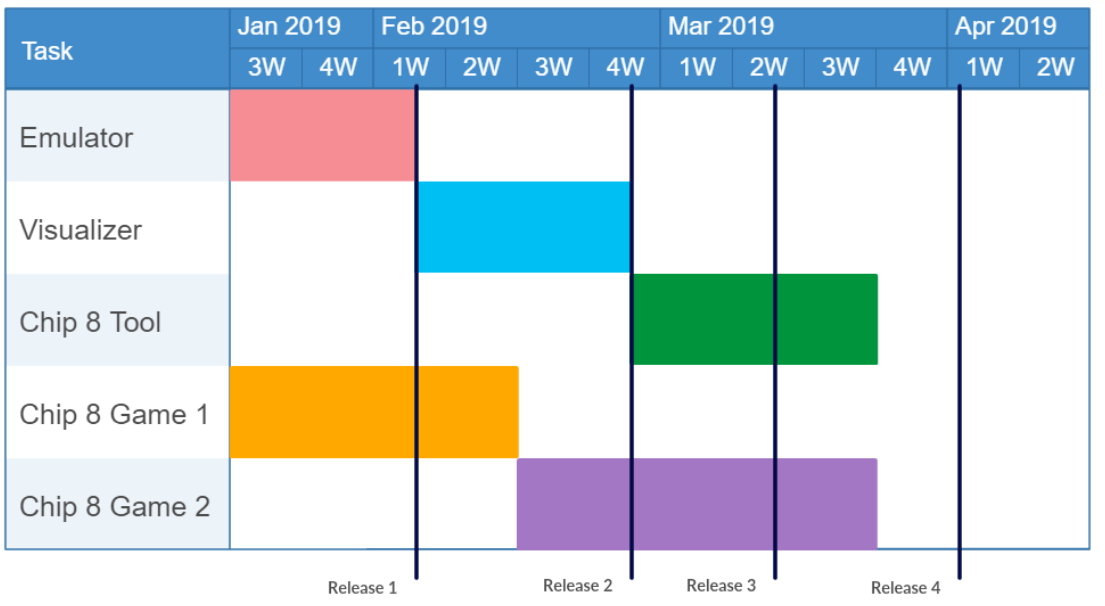 Task
Jan 2019 Feb 2019 Mar 2019 Apr 2019
3W 4W 1W 2W 3W 4W 1W 2W 3W 4W 1W 2W
Emulator
Visualizer
Chip 8 Tool
Chip 8 Game 1
Chip 8 Game 2
Release 1 Release 2 Release 3 Release 4